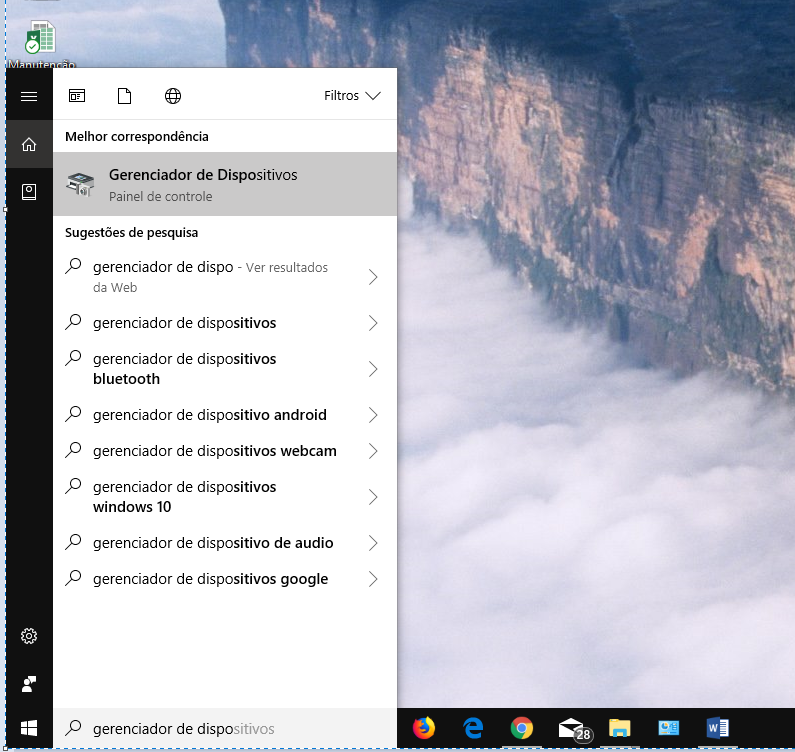 Manutenção
Filtros
Melhor correspondência
Gerenciador de Dispositivos
Painel de controle
Sugestões de pesquisa
gerenciador de dispo - Ver resultados
da Web
gerenciador de dispositivos
gerenciador de dispositivos
bluetooth
gerenciador de dispositivo android
gerenciador de dispositivos webcam
gerenciador de dispositivos
windows 10
gerenciador de dispositivo de audio
gerenciador de dispositivos google
gerenciador de dispositivos
28